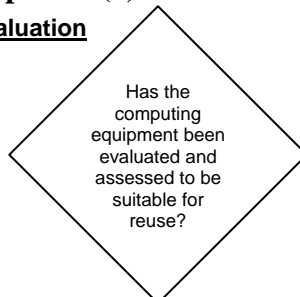 aluation
Has the
computing
equipment been
evaluated and
assessed to be
suitable for
reuse?